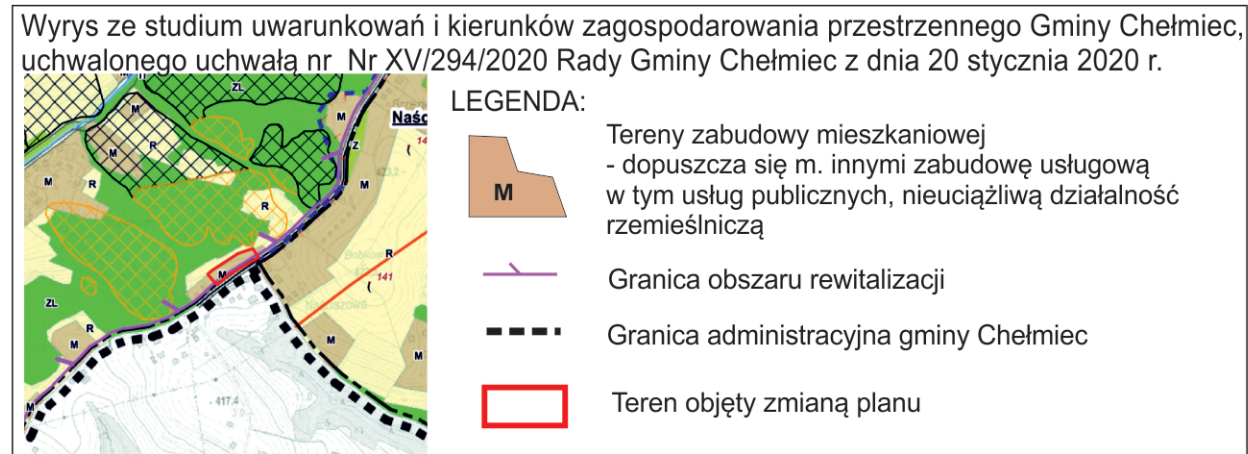 Wyrys ze studium uwarunkowań i kierunków zagospodarowania przestrzennego Gminy Chełmiec,
uchwalonego uchwałą nr Nr XV/294/2020 Rady Gminy Chełmiec z dnia 20 stycznia 2020 r.
LEGENDA:
M
Tereny zabudowy mieszkaniowej
- dopuszcza się m. innymi zabudowę usługową
w tym usług publicznych, nieuciążliwą działalność
rzemieślniczą
Granica obszaru rewitalizacji
Granica administracyjna gminy Chełmiec
Teren objęty zmianą planu
ZL
M
M
Naśc
M
R
Z
M
R
M
M
R
R
R
141
M
ZL
R
M
M
M
M
417.4